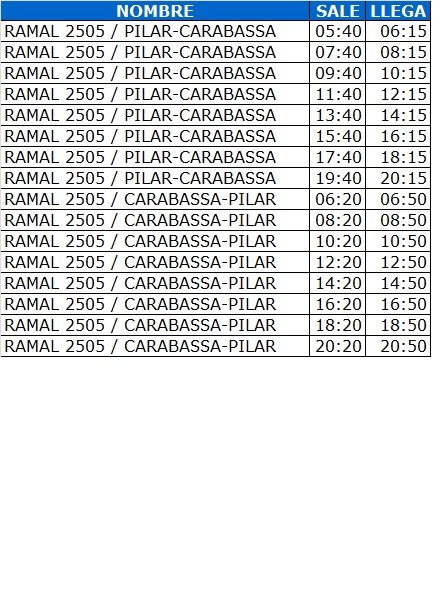 NOMBRE SALE LLEGA
RAMAL 2505 / PILAR-CARABASSA 05:40 06:15
RAMAL 2505 / PILAR-CARABASSA 07:40 08:15
RAMAL 2505 / PILAR-CARABASSA 09:40 10:15
RAMAL 2505 / PILAR-CARABASSA 11:40 12:15
RAMAL 2505 / PILAR-CARABASSA 13:40 14:15
RAMAL 2505 / PILAR-CARABASSA 15:40 16:15
RAMAL 2505 / PILAR-CARABASSA 17:40 18:15
RAMAL 2505 / PILAR-CARABASSA 19:40 20:15
RAMAL 2505 / CARABASSA-PILAR 06:20 06:50
RAMAL 2505 / CARABASSA-PILAR 08:20 08:50
RAMAL 2505 / CARABASSA-PILAR 10:20 10:50
RAMAL 2505 / CARABASSA-PILAR 12:20 12:50
RAMAL 2505 / CARABASSA-PILAR 14:20 14:50
RAMAL 2505 / CARABASSA-PILAR 16:20 16:50
RAMAL 2505 / CARABASSA-PILAR 18:20 18:50
RAMAL 2505 / CARABASSA-PILAR 20:20 20:50